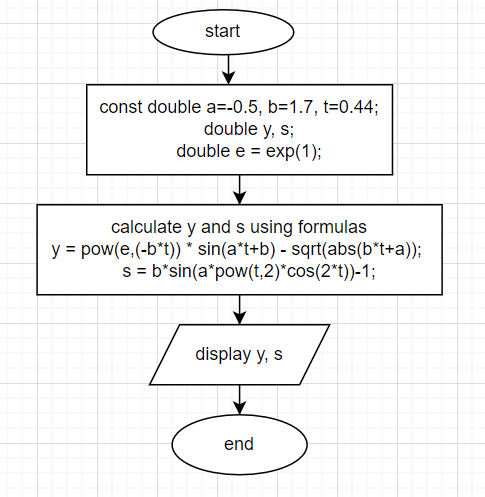 start
const double a=-0.5, b=1.7, t=0.44;
double y, s;
double e = exp(1);
calculate y and s using formulas
y = pow(e,(-b*t)) * sin(a*t+b) - sqrt(abs(b*t+a));
s = b*sin(a*pow(t,2)*cos(2*t))-1;
display y, s
end